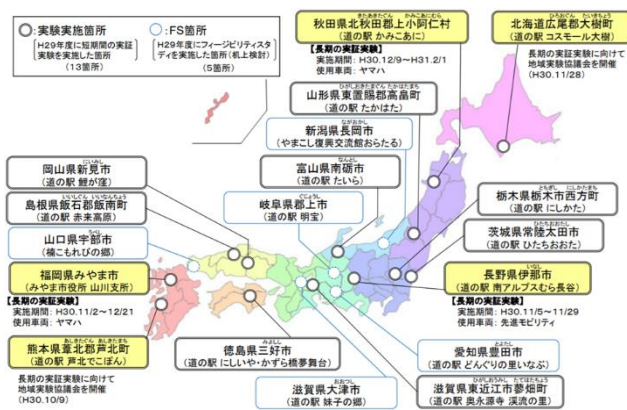 ○:実験実施箇所
H29年度に短期間の実証
実験を実施した箇所
(13箇所)
○:FS箇所
H29年度にフィージビリティスタ
ディを実施した箇所(机上検討)
(5箇所)
秋田県北秋田郡上小阿仁村
(道の駅 かみこあに)
【長期の実証実験】
実施期間:H30.12/9~H31.2/1
使用車両:ヤマハ
北海道広尾郡大樹町
(道の駅 コスモール大樹)
長期の実証実験に向けて
地域実験協議会を開催
(H30.11/28)
山形県東置賜郡高畠町
(道の駅 たかはた)
新潟県長岡市
(やまこし復興交流館おらたる)
富山県南砺市
(道の駅 たいら)
岐阜県郡上市
(道の駅 明宝)
岡山県新見市
(道の駅 鯉が窪)
島根県飯石郡飯南町
(道の駅 赤来高原)
山口県宇部市
(楠こもれびの郷)
福岡県みやま市
(みやま市役所 山川支所)
【長期の実証実験】
実施期間:H30.11/2~12/21
使用車両:ヤマハ
熊本県葦北郡芦北町
(道の駅 芦北でこぽん)
長期の実証実験に向けて
地域実験協議会を開催
(H30.10/9)
栃木県栃木市西方町
(道の駅 にしかた)
茨城県常陸太田市
(道の駅 ひたちおおた)
長野県伊那市
(道の駅 南アルプスむら長谷)
【長期の実証実験】
実施期間:H30.11/5~11/29
使用車両:先進モビリティ
愛知県豊田市
(道の駅 どんぐりの里いなぶ)
徳島県三好市
(道の駅 にしいや・かずら橋夢舞台)
滋賀県大津市
(道の駅 妹子の郷)
滋賀県東近江市蓼畑町
(道の駅 奥永源寺 渓流の里)